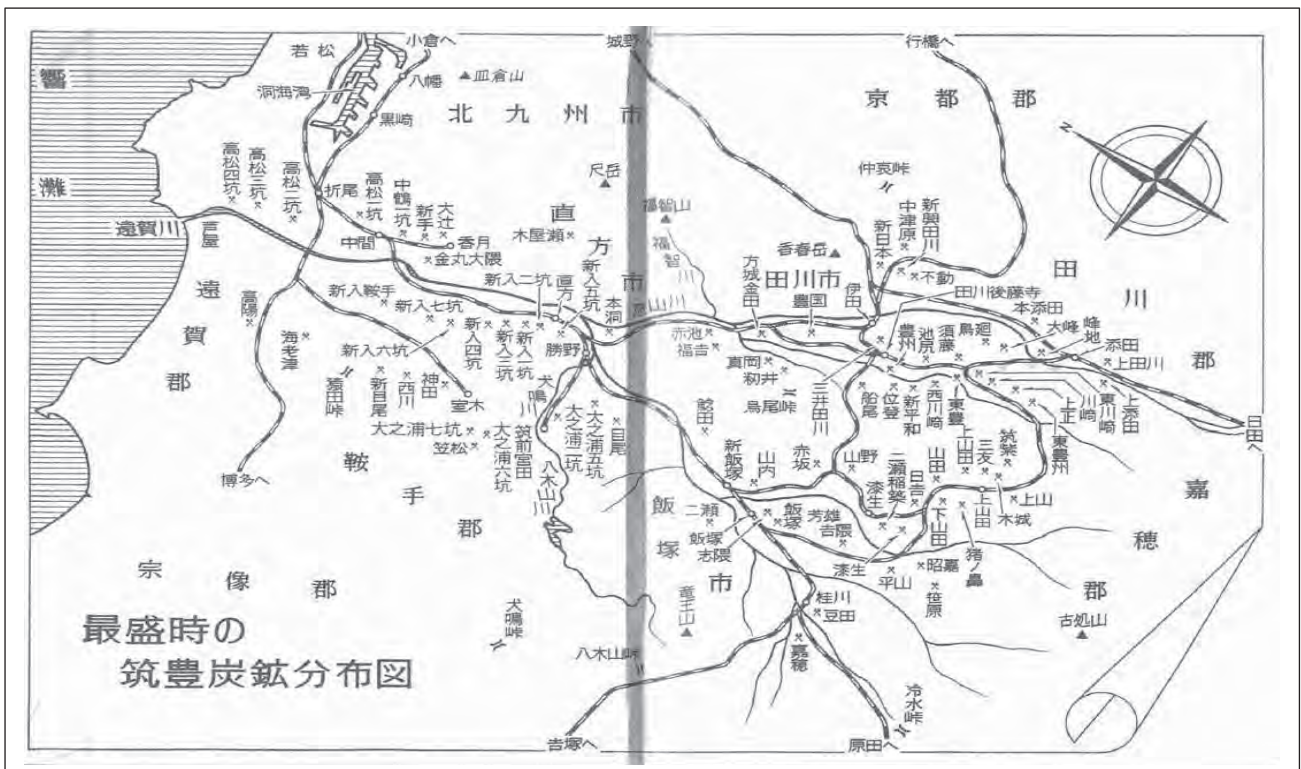 最盛時の
筑豊炭鉱分布図
響
灘
若松
小倉へ
城野へ
行橋へ
洞海湾
八幡
皿倉山
黒崎
北九州市
京都郡
N
高松四坑
高松三坑
高松二坑
折尾
高松一坑
中鶴一坑
新手
大辻
香月
中間
金丸大隈
尺岳
直方市
木屋瀬
福智山
福智川
仲哀峠
香春岳
新日本
中津原
新興田川
不動
田川郡
遠賀川
芦屋
遠賀郡
高陽
海老津
新入鞍手
新入七坑
新入六坑
新入四坑
新入三坑
新入一坑
新入二坑
直方
新入五坑
本洞
彦山川
赤池
福吉
方城金田
田川市
豊国
伊田
田川後藤寺
真岡
籾井
烏尾峠
三井田川
豊州
池尻
須藤
鳥廻
本添田
大峰
峰地
添田
上田川
船尾
位登
新平和
西川崎
東豊
川崎
上正
東豊州
東川崎
上添田
日田へ
猿田峠
新目尾
西川
神田
室木
勝野
犬鳴川
大之浦七坑
笠松
大之浦六坑
筑前宮田
大之浦一坑
大之浦五坑
目尾
八木山川
博多へ
鞍手郡
宗像郡
犬鳴峠
鯰田
新飯塚
山内
赤坂
山野
漆生
二瀬稲築
日吉
山田
上山田
三友
筑紫
上山
木城
上山田
下山田
猪ノ鼻
飯塚市
二瀬
飯塚
飯塚
志隈
芳雄
吉隈
漆生
平山
昭嘉
笹原
嘉穂郡
古処山
竜王山
桂川
豆田
嘉穂
八木山峠
冷水峠
吉塚へ
原田へ